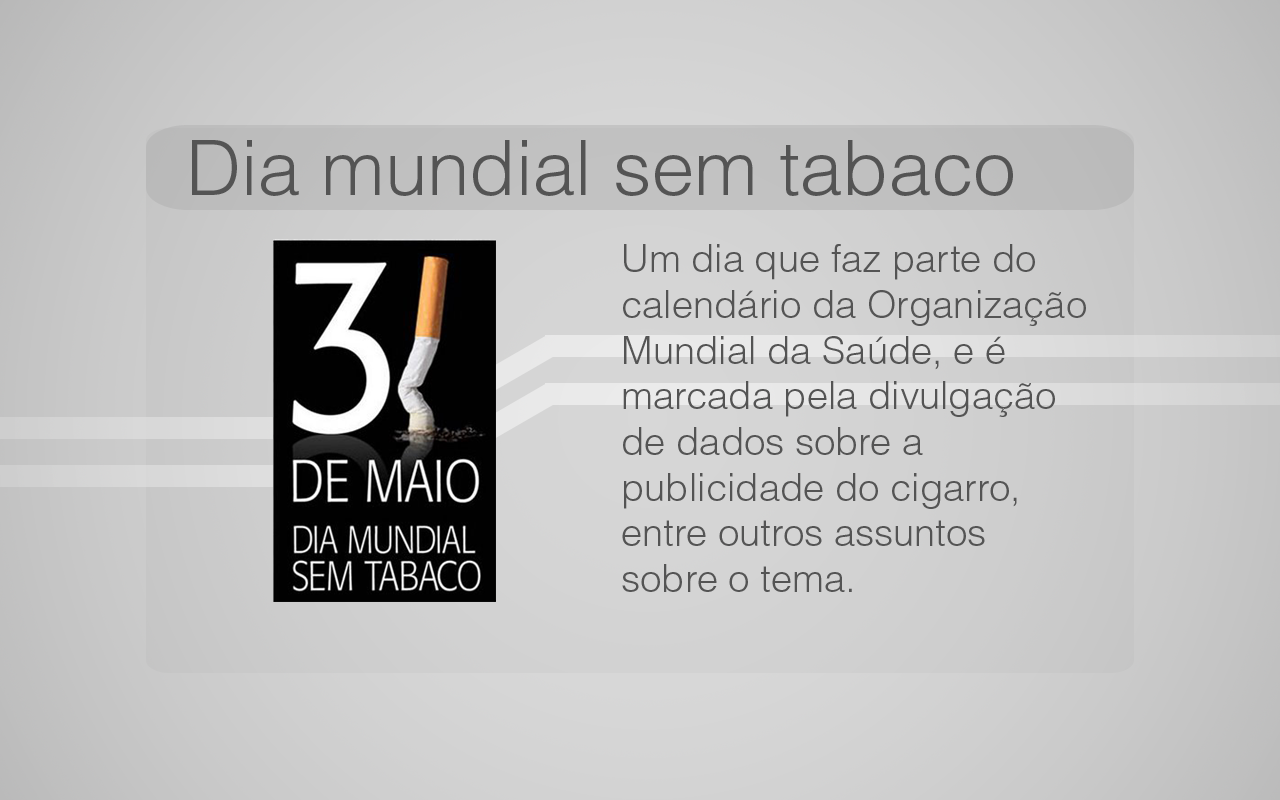 Dia mundial sem tabaco
31
DE MAIO
DIA MUNDIAL
SEM TABACO
Um dia que faz parte do
calendário da Organização
Mundial da Saúde, e é
marcada pela divulgação
de dados sobre a
publicidade do cigarro,
entre outros assuntos
sobre o tema.